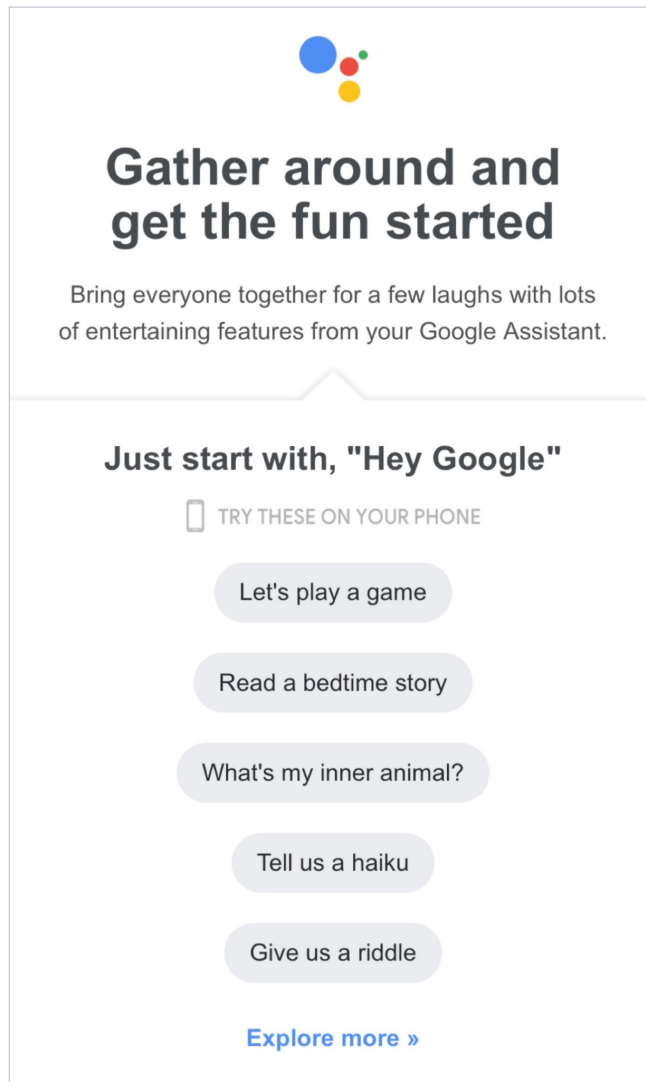 Gather around and
get the fun started
Bring everyone together for a few laughs with lots
of entertaining features from your Google Assistant.
Just start with, "Hey Google"
TRY THESE ON YOUR PHONE
Let's play a game
Read a bedtime story
What's my inner animal?
Tell us a haiku
Give us a riddle
Explore more »